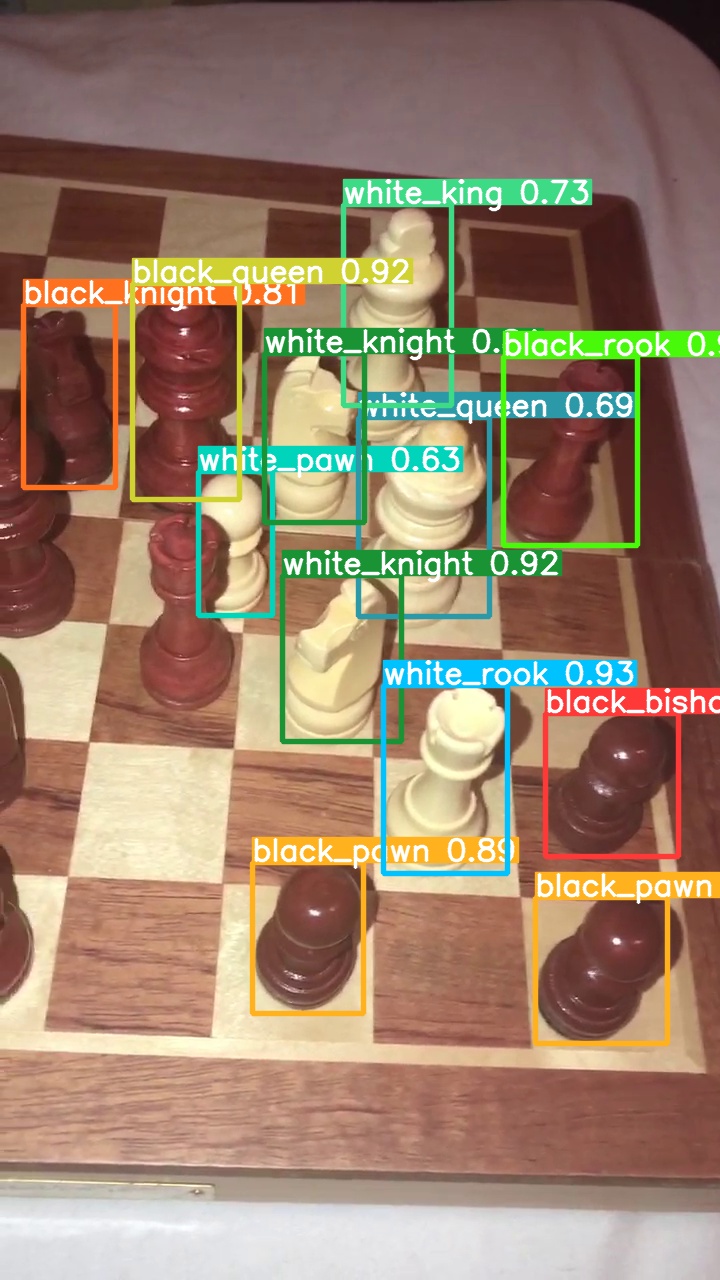 white_king 0.73
black_queen 0.92
black_knight 0.81
white_knight
black_rook
white_queen 0.69
white_pawn 0.63
white_knight 0.92
white_rook 0.93
black_pawn 0.89
black_pawn